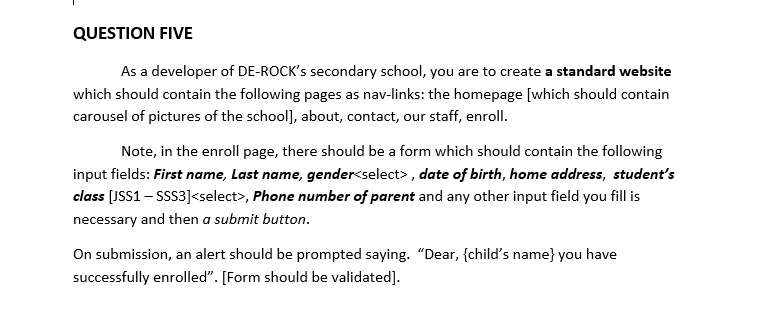 QUESTION FIVE
As a developer of DE-ROCK's secondary school, you are to create a standard website
which should contain the following pages as nav-links: the homepage [which should contain
carousel of pictures of the school], about, contact, our staff, enroll.
Note, in the enroll page, there should be a form which should contain the following
input fields: First name, Last name, gender<select> , date of birth, home address, student's
class [JSS1 – SSS3]<select>, Phone number of parent and any other input field you fill is
necessary and then a submit button.
On submission, an alert should be prompted saying. “Dear, {child's name} you have
successfully enrolled”. [Form should be validated].